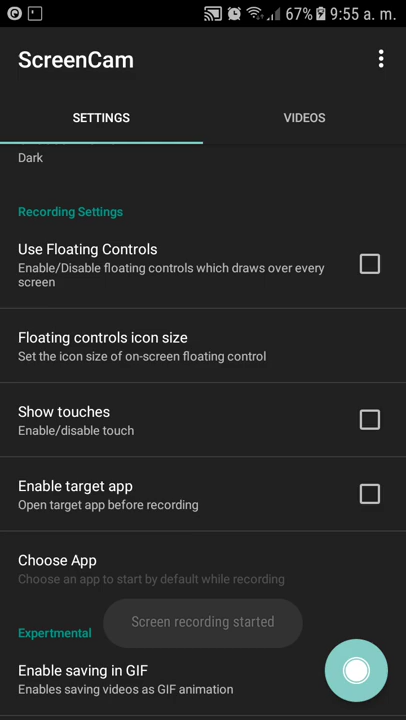 67% 9:55 a. m.
ScreenCam
SETTINGS VIDEOS
Dark
Recording Settings
Use Floating Controls
Enable/Disable floating controls which draws over every
screen
Floating controls icon size
Set the icon size of on-screen floating control
Show touches
Enable/disable touch
Enable target app
Open target app before recording
Choose App
Choose an app to start by default while recording
Screen recording started
Expertmental
Enable saving in GIF
Enables saving videos as GIF animation